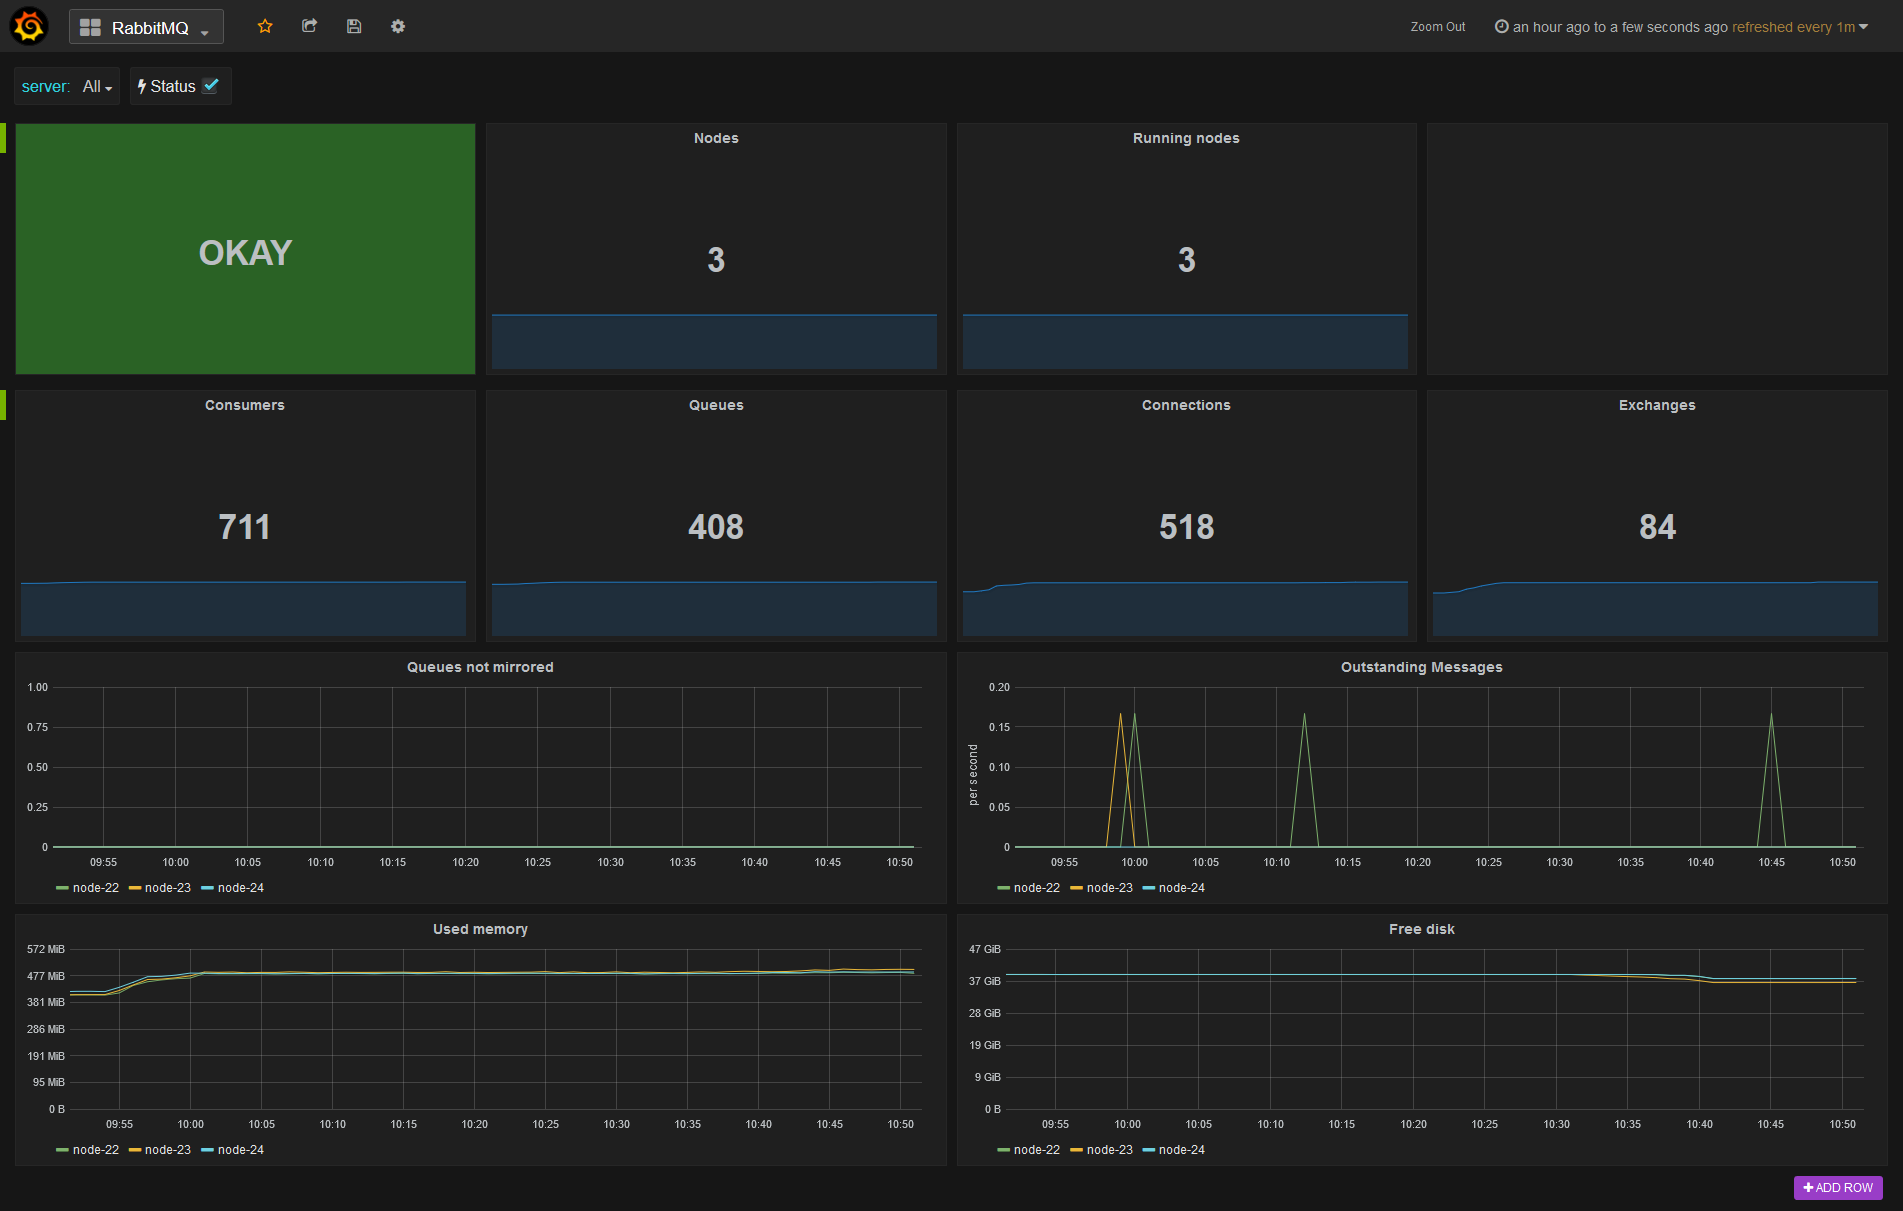 RabbitMQ
Zoom Out an hour ago to a few seconds ago refreshed every 1m
server: All Status
OKAY
Nodes
3
Running nodes
3
Consumers
711
Queues
408
Connections
518
Exchanges
84
Queues not mirrored
1.00
0.75
0.50
0.25
0
09:55 10:00 10:05 10:10 10:15 10:20 10:25 10:30 10:35 10:40 10:45 10:50
node-22 node-23 node-24
Outstanding Messages
per second
0.20
0.15
0.10
0.05
0
09:55 10:00 10:05 10:10 10:15 10:20 10:25 10:30 10:35 10:40 10:45 10:50
node-22 node-23 node-24
Used memory
572 MiB
477 MiB
381 MiB
286 MiB
191 MiB
95 MiB
0 B
09:55 10:00 10:05 10:10 10:15 10:20 10:25 10:30 10:35 10:40 10:45 10:50
node-22 node-23 node-24
Free disk
47 GiB
37 GiB
28 GiB
19 GiB
9 GiB
0 B
09:55 10:00 10:05 10:10 10:15 10:20 10:25 10:30 10:35 10:40 10:45 10:50
node-22 node-23 node-24
+ ADD ROW